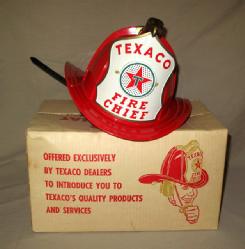 TEXACO
T
FIRE
CHIEF
OFFERED EXCLUSIVELY
BY TEXACO DEALERS
TO INTRODUCE YOU TO
TEXACO'S QUALITY PRODUCTS
AND SERVICES